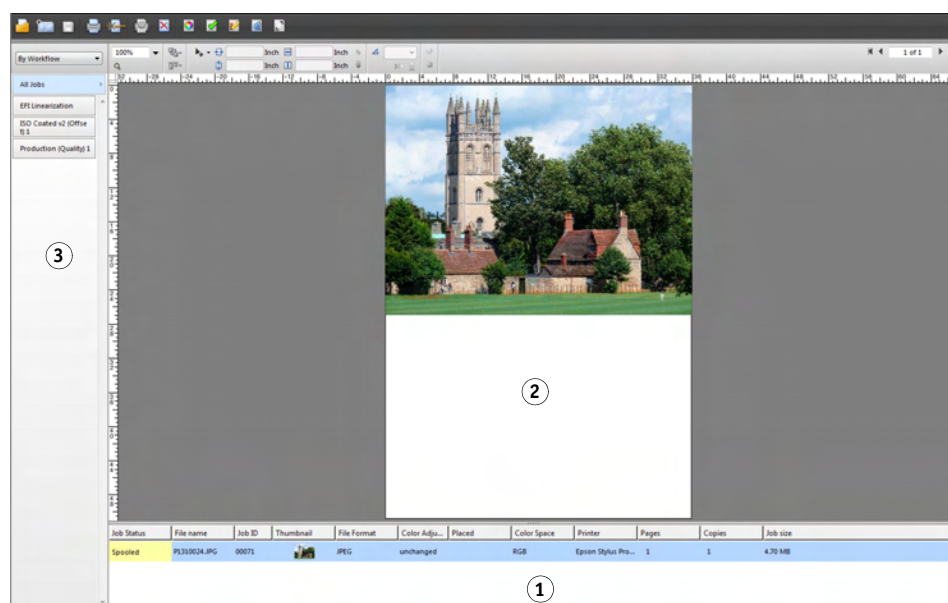 100%
Inch
Inch
Inch
Inch
1 of 1
By Workflow
All Jobs
EFI Linearization
ISO Coated v2 (Offse
t) 1
Production (Quality) 1
3
2
Job Status File name Job ID Thumbnail File Format Color Adju... Placed Color Space Printer Pages Copies Job size
Spooled P1310024.JPG 00071 JPEG unchanged RGB Epson Stylus Pro... 1 1 4.70 MB
1